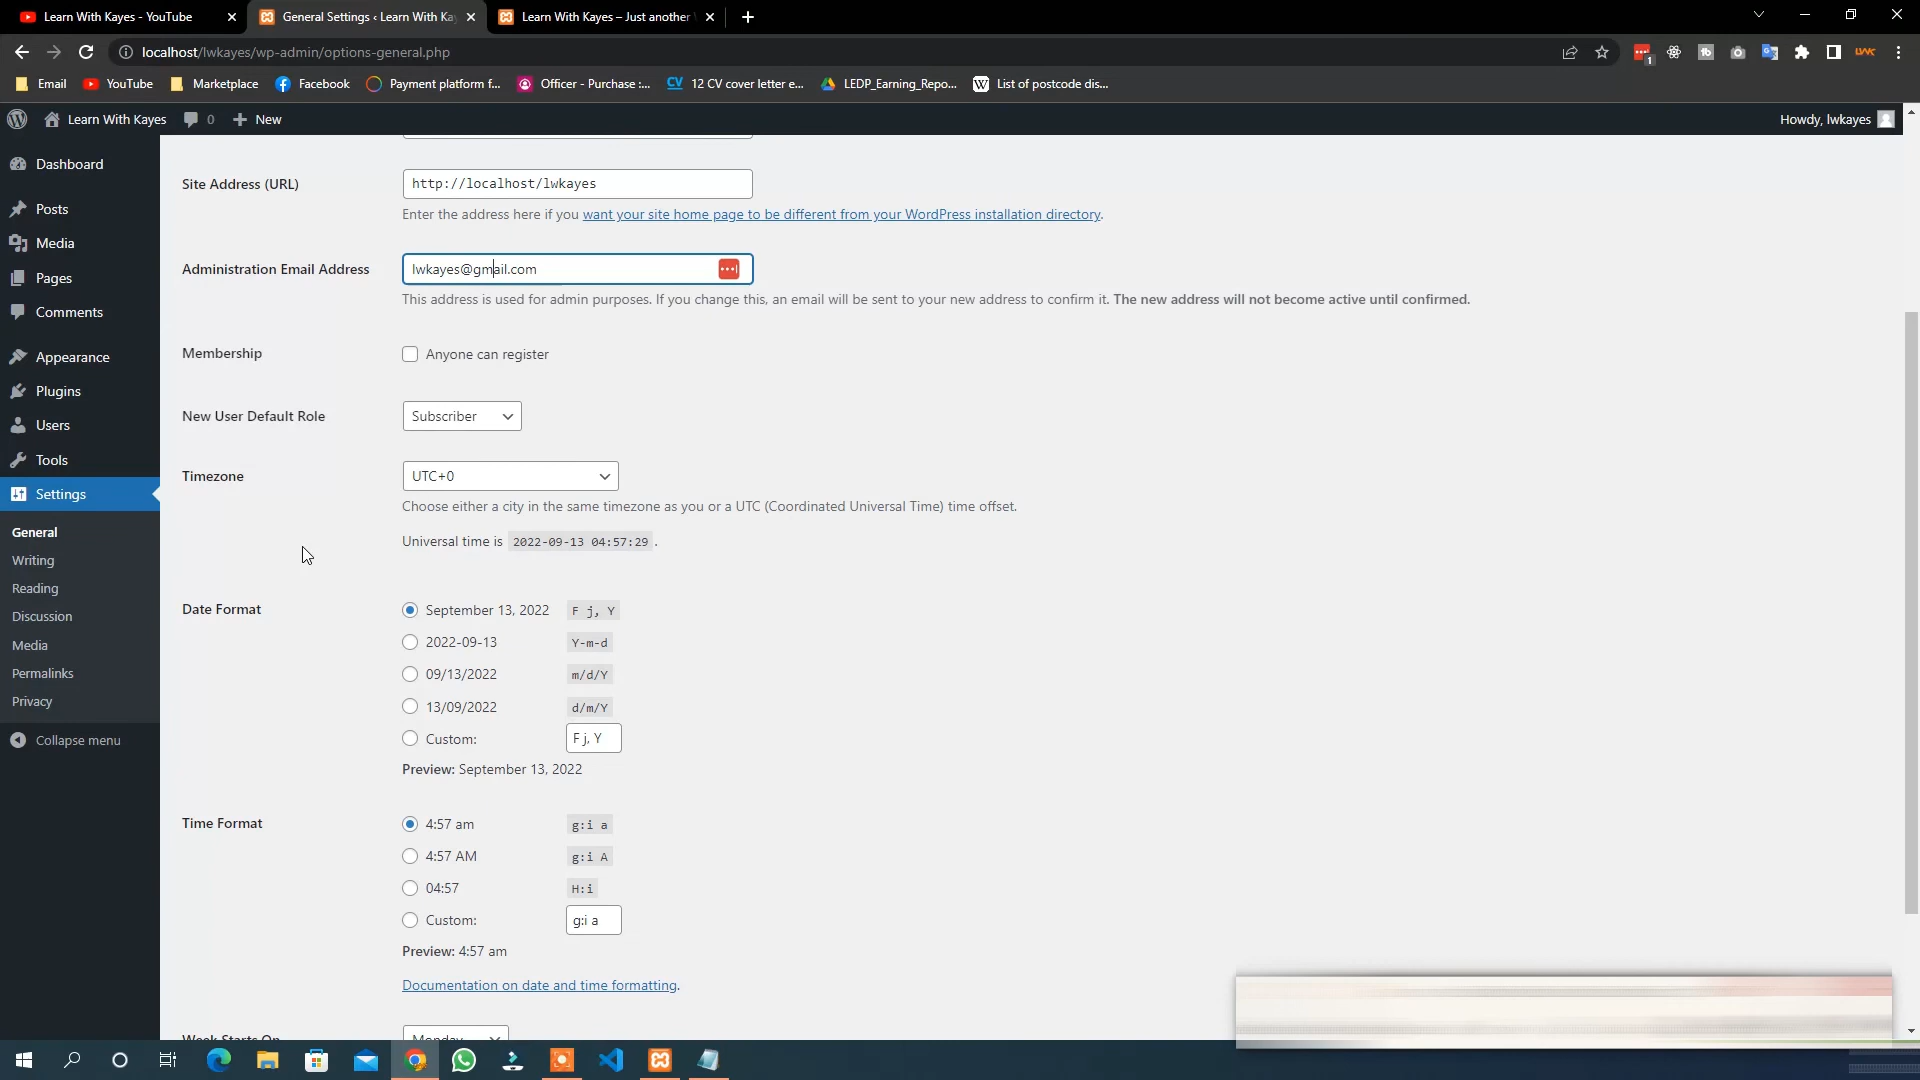 Learn With Kayes - YouTube
General Settings ‹ Learn With Ka
Learn With Kayes – Just another
localhost/lwkayes/wp-admin/options-general.php
1
Email
YouTube
Marketplace
Facebook
Payment platform f...
Officer - Purchase :...
CV
12 CV cover letter e...
LEDP_Earning_Repo...
W
List of postcode dis...
Learn With Kayes
0
New
Howdy, lwkayes
Dashboard
Posts
Media
Pages
Comments
Appearance
Plugins
Users
Tools
Settings
General
Writing
Reading
Discussion
Media
Permalinks
Privacy
Collapse menu
Site Address (URL)
http://localhost/lwkayes
Enter the address here if you want your site home page to be different from your WordPress installation directory.
Administration Email Address
lwkayes@gmail.com
This address is used for admin purposes. If you change this, an email will be sent to your new address to confirm it. The new address will not become active until confirmed.
Membership
Anyone can register
New User Default Role
Subscriber
Timezone
UTC+0
Choose either a city in the same timezone as you or a UTC (Coordinated Universal Time) time offset.
Universal time is 2022-09-13 04:57:29 .
Date Format
September 13, 2022 F j, Y
2022-09-13 Y-m-d
09/13/2022 m/d/Y
13/09/2022 d/m/Y
Custom: F j, Y
Preview: September 13, 2022
Time Format
4:57 am g:i a
4:57 AM g:i A
04:57 H:i
Custom: g:i a
Preview: 4:57 am
Documentation on date and time formatting.
Week Starts On
Monday